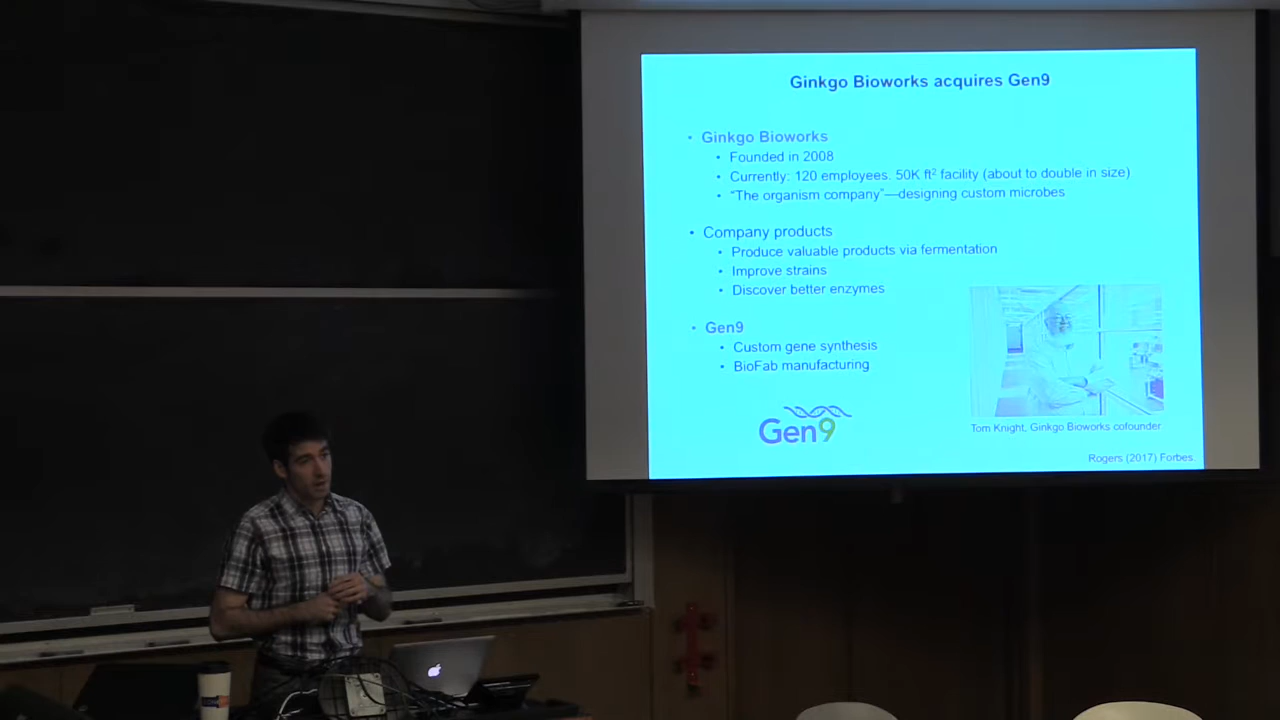 Ginkgo Bioworks acquires Gen9
• Ginkgo Bioworks
• Founded in 2008
• Currently: 120 employees. 50K ft² facility (about to double in size)
• “The organism company”—designing custom microbes
• Company products
• Produce valuable products via fermentation
• Improve strains
• Discover better enzymes
• Gen9
• Custom gene synthesis
• BioFab manufacturing
Gen9
Tom Knight, Ginkgo Bioworks cofounder
Rogers (2017) Forbes.